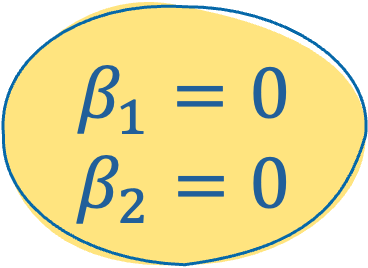 β₁ = 0
β₂ = 0